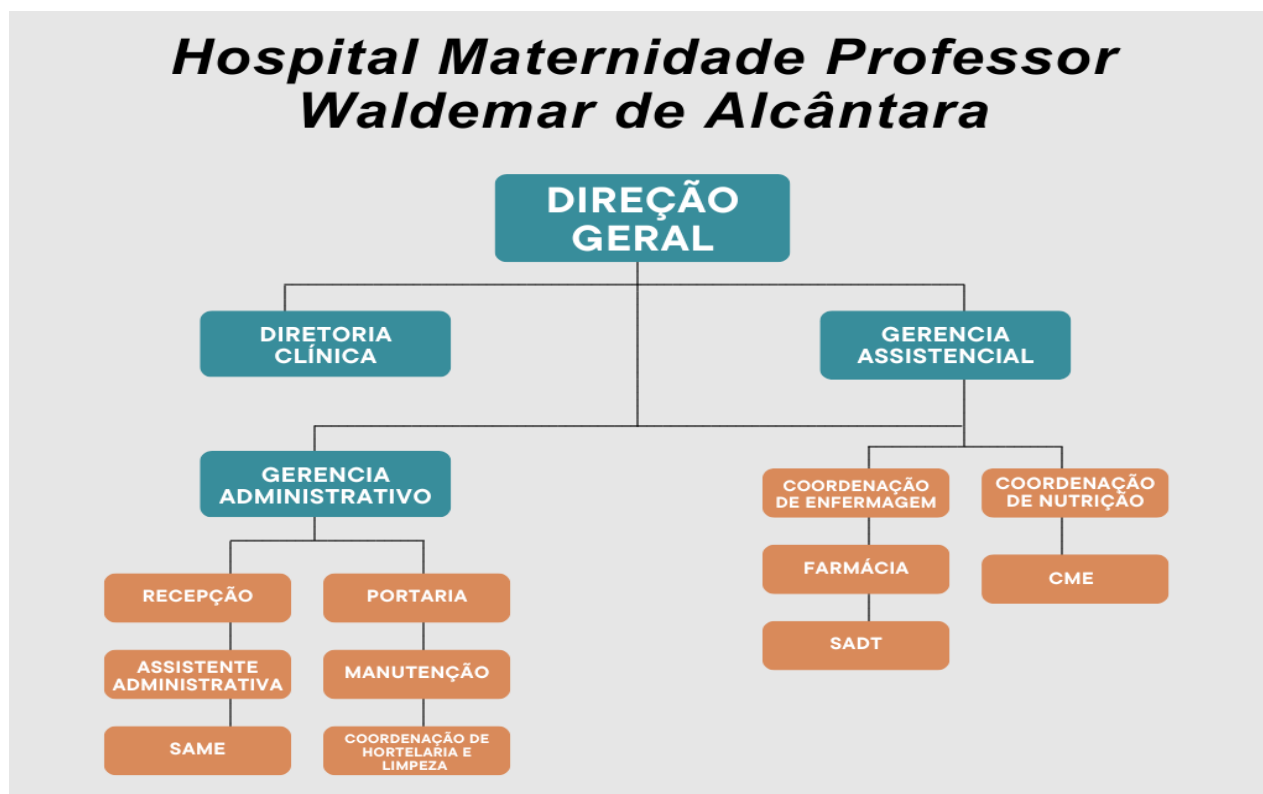 Hospital Maternidade Professor
Waldemar de Alcântara
DIREÇÃO
GERAL
DIRETORIA
CLÍNICA
GERENCIA
ASSISTENCIAL
GERENCIA
ADMINISTRATIVO
COORDENAÇÃO
DE ENFERMAGEM
COORDENAÇÃO
DE NUTRIÇÃO
FARMÁCIA
CME
SADT
RECEPÇÃO
PORTARIA
ASSISTENTE
ADMINISTRATIVA
MANUTENÇÃO
SAME
COORDENAÇÃO DE
HORTELARIA E
LIMPEZA